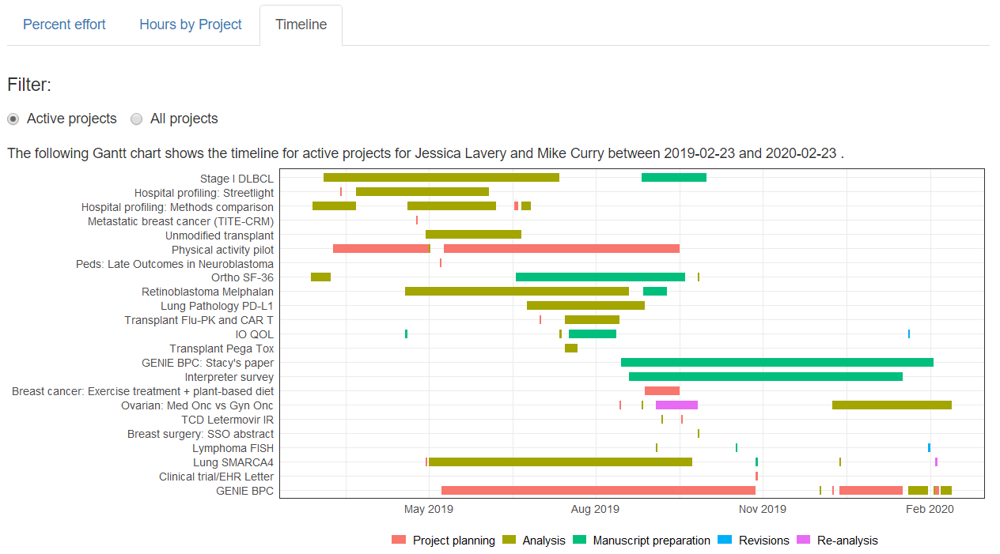 Percent effort Hours by Project Timeline
Filter:
Active projects All projects
The following Gantt chart shows the timeline for active projects for Jessica Lavery and Mike Curry between 2019-02-23 and 2020-02-23 .
Stage I DLBCL
Hospital profiling: Streetlight
Hospital profiling: Methods comparison
Metastatic breast cancer (TITE-CRM)
Unmodified transplant
Physical activity pilot
Peds: Late Outcomes in Neuroblastoma
Ortho SF-36
Retinoblastoma Melphalan
Lung Pathology PD-L1
Transplant Flu-PK and CAR T
IO QOL
Transplant Pega Tox
GENIE BPC: Stacy's paper
Interpreter survey
Breast cancer: Exercise treatment + plant-based diet
Ovarian: Med Onc vs Gyn Onc
TCD Letermovir IR
Breast surgery: SSO abstract
Lymphoma FISH
Lung SMARCA4
Clinical trial/EHR Letter
GENIE BPC
May 2019 Aug 2019 Nov 2019 Feb 2020
Project planning Analysis Manuscript preparation Revisions Re-analysis